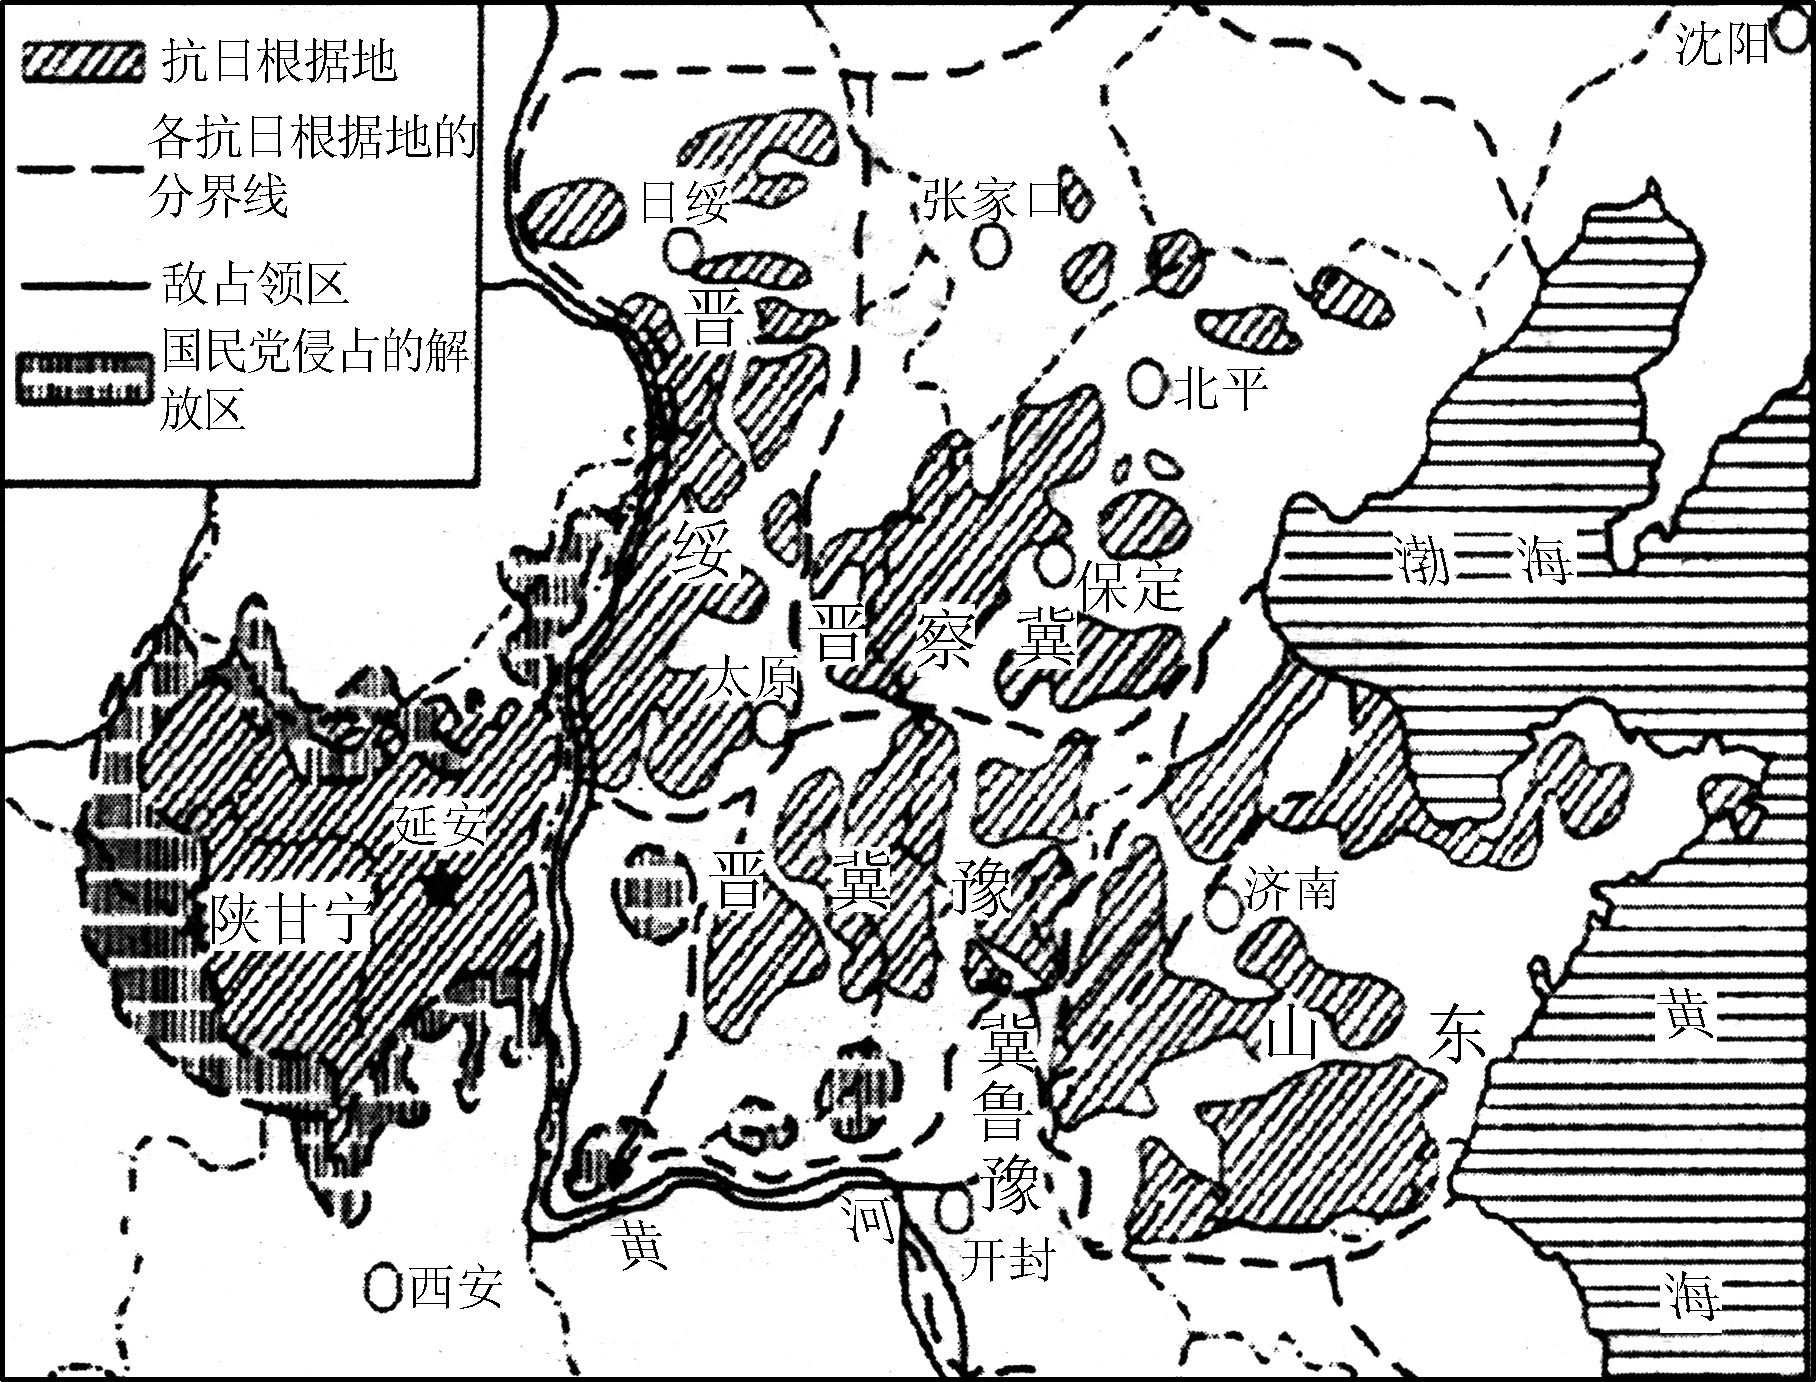 抗日根据地
各抗日根据地的
分界线
敌占领区
国民党侵占的解
放区
沈阳
日绥
张家口
晋
北平
绥
渤海
保定
晋察冀
太原
延安
陕甘宁
晋冀豫
济南
山东
黄
冀
鲁
豫
河
黄
开封
西安
海